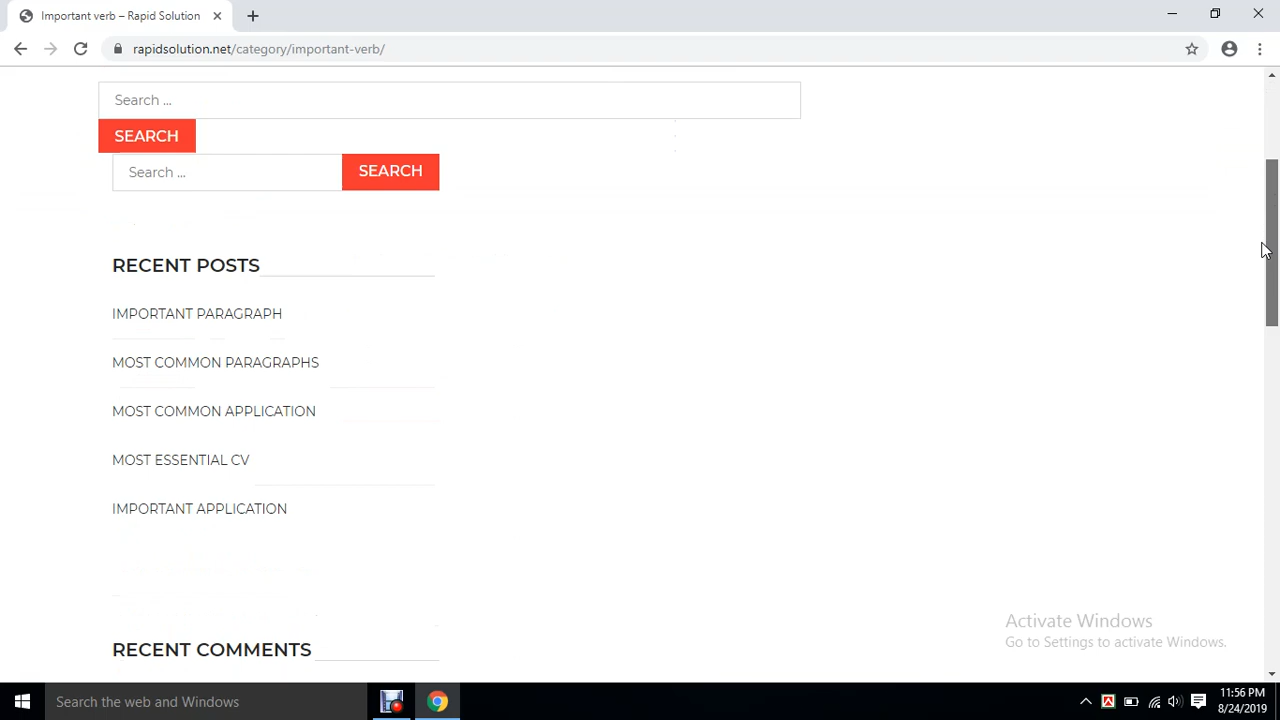 Important verb – Rapid Solution
rapidsolution.net/category/important-verb/
Search ...
SEARCH
Search ...
SEARCH
RECENT POSTS
IMPORTANT PARAGRAPH
MOST COMMON PARAGRAPHS
MOST COMMON APPLICATION
MOST ESSENTIAL CV
IMPORTANT APPLICATION
RECENT COMMENTS
Activate Windows
Go to Settings to activate Windows.
Search the web and Windows
11:56 PM
8/24/2019